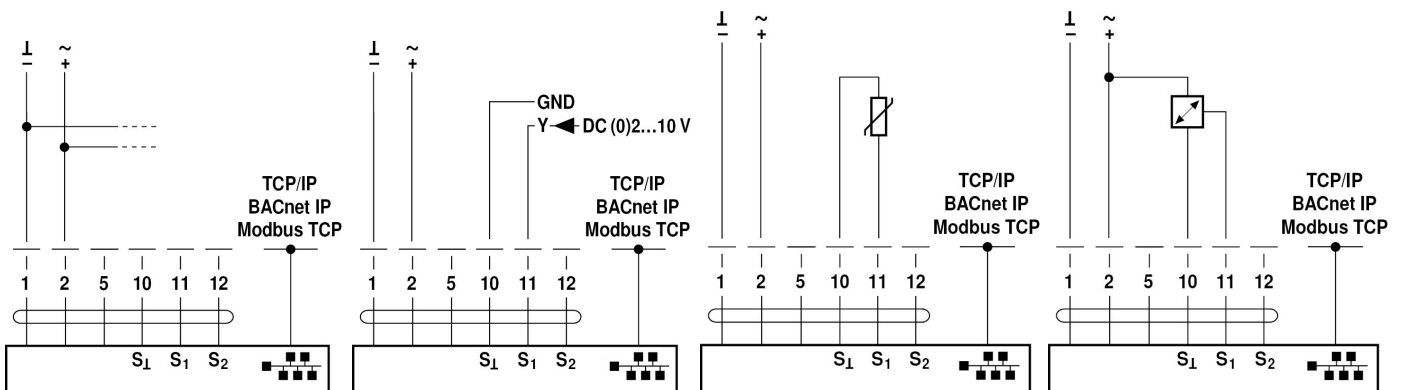 ⊥ ~
– +
TCP/IP
BACnet IP
Modbus TCP
1 2 5 10 11 12
S⊥ S1 S2
⊥ ~
– +
GND
Y DC (0)2...10 V
TCP/IP
BACnet IP
Modbus TCP
1 2 5 10 11 12
S⊥ S1 S2
⊥ ~
– +
TCP/IP
BACnet IP
Modbus TCP
1 2 5 10 11 12
S⊥ S1 S2
⊥ ~
– +
TCP/IP
BACnet IP
Modbus TCP
1 2 5 10 11 12
S⊥ S1 S2